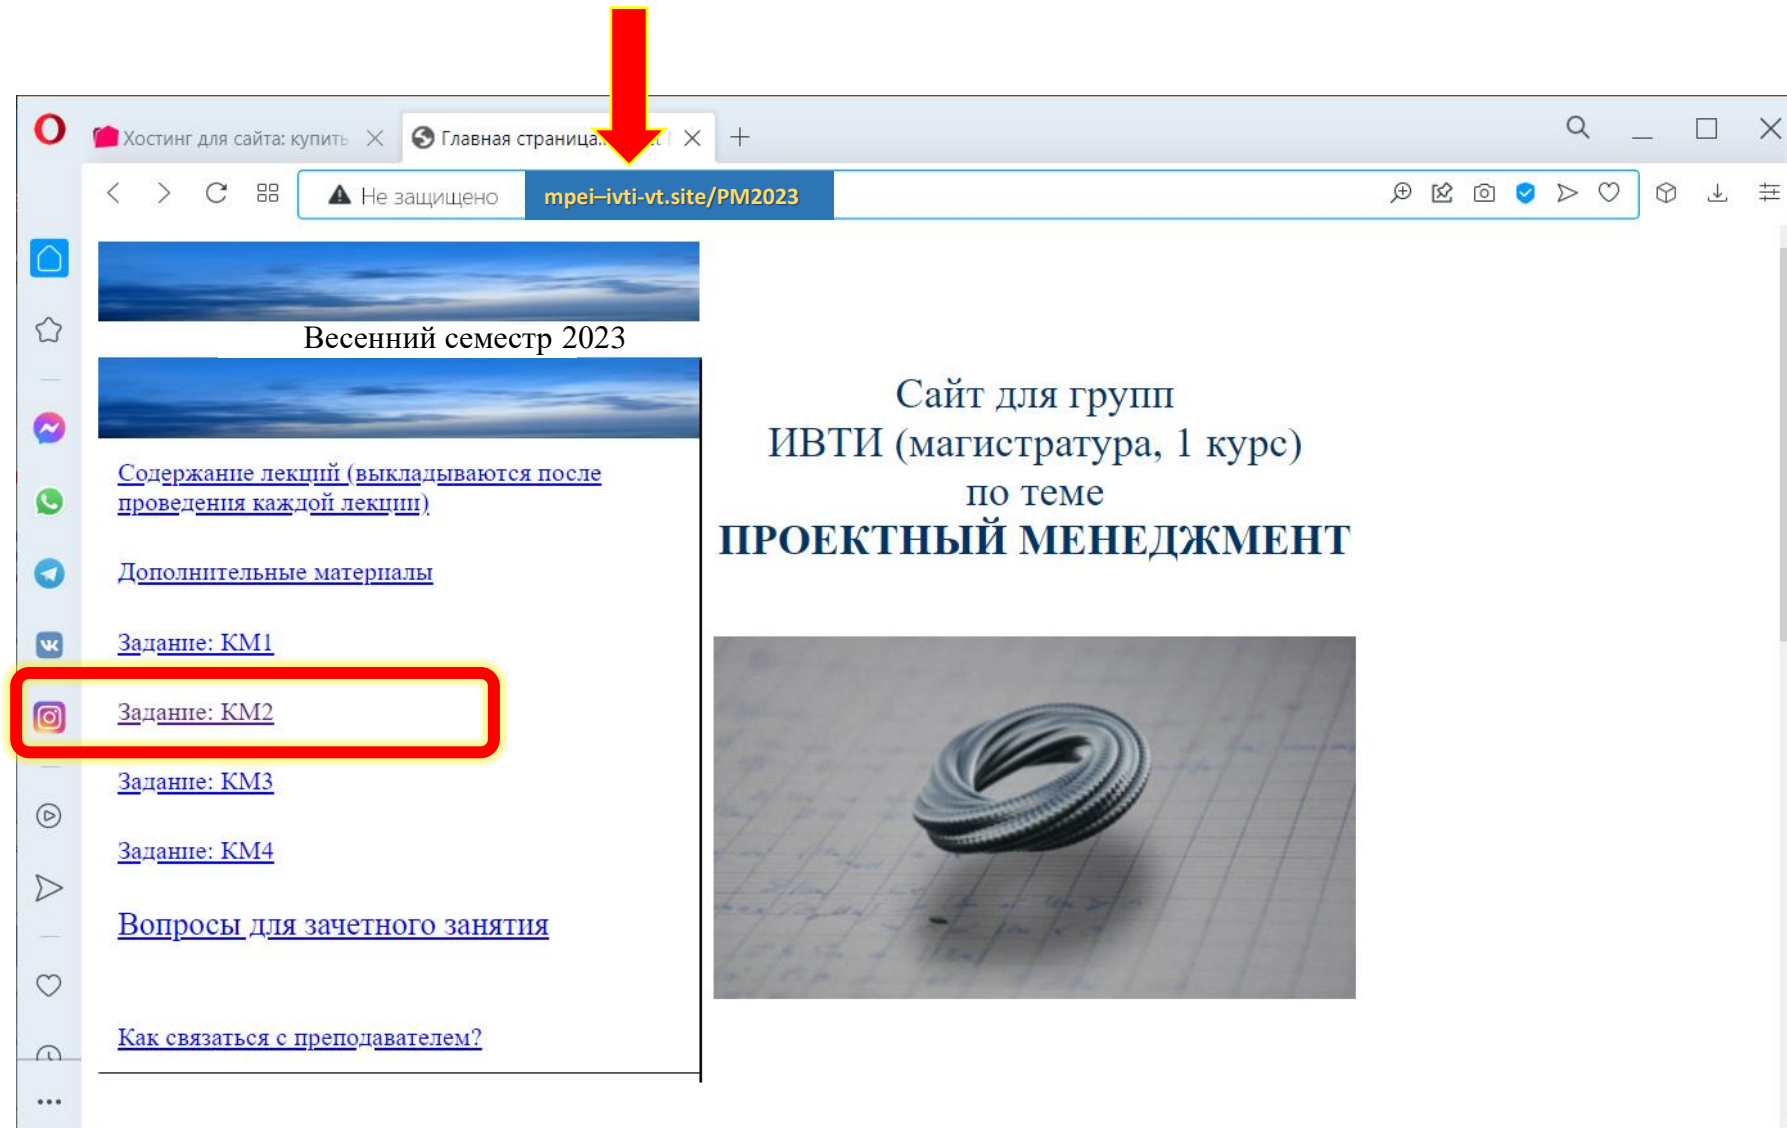 Хостинг для сайта: купить
Главная страница..
Не защищено
mpei–ivti-vt.site/PM2023
Весенний семестр 2023
Содержание лекций (выкладываются после
проведения каждой лекции)
Дополнительные материалы
Задание: КМ1
Задание: КМ2
Задание: КМ3
Задание: КМ4
Вопросы для зачетного занятия
Как связаться с преподавателем?
Сайт для групп
ИВТИ (магистратура, 1 курс)
по теме
ПРОЕКТНЫЙ МЕНЕДЖМЕНТ